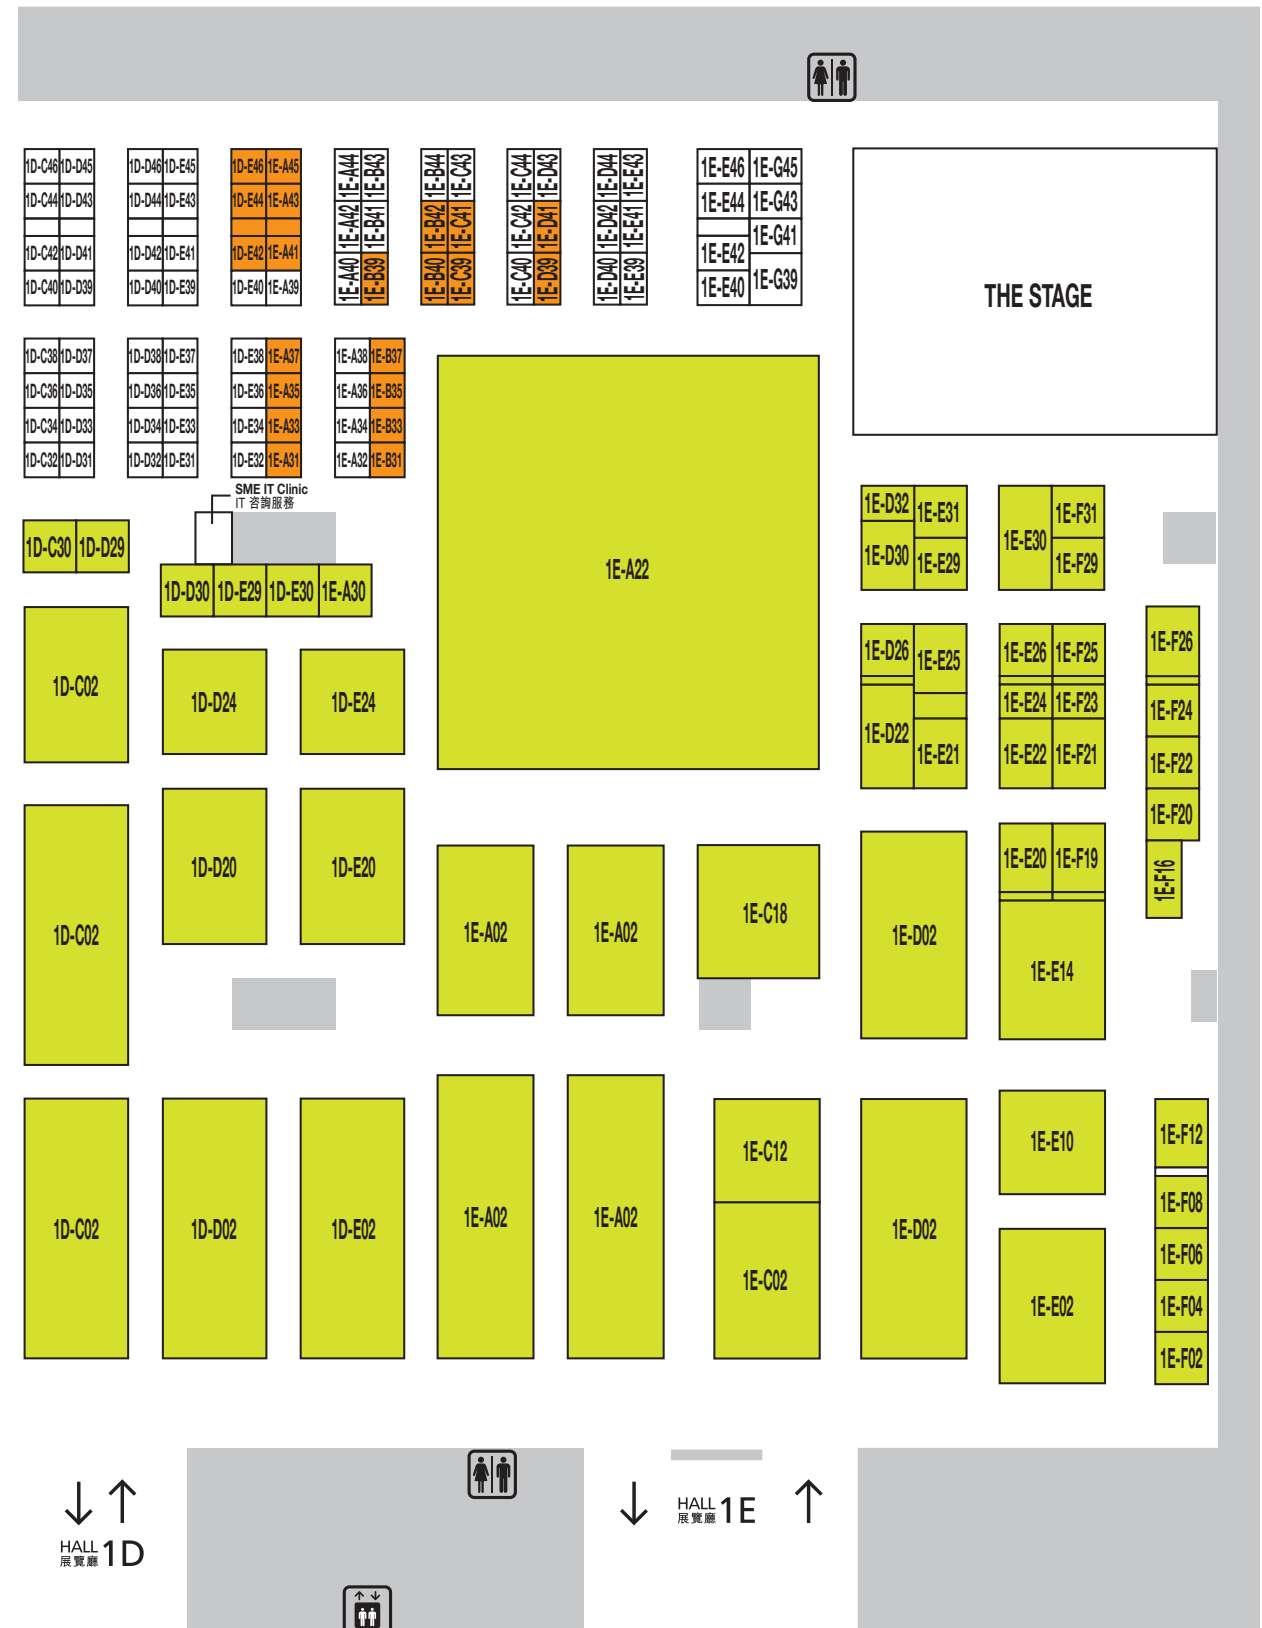 1D-C46 1D-D45 1D-D46 1D-E45 1D-E46 1E-A45
1D-C44 1D-D43 1D-D44 1D-E43 1D-E44 1E-A43
1D-C42 1D-D41 1D-D42 1D-E41 1D-E42 1E-A41
1D-C40 1D-D39 1D-D40 1D-E39 1D-E40 1E-A39
1E-A44 1E-B43 1E-B44 1E-C43 1E-C44 1E-D43 1E-D44 1E-E43
1E-A42 1E-B41 1E-B42 1E-C41 1E-C42 1E-D41 1E-D42 1E-E41
1E-A40 1E-B39 1E-B40 1E-C39 1E-C40 1E-D39 1E-D40 1E-E39
1E-E46 1E-G45
1E-E44 1E-G43
1E-G41
1E-E42
1E-G39
1E-E40
THE STAGE
1D-C38 1D-D37 1D-D38 1D-E37 1D-E38 1E-A37 1E-A38 1E-B37
1D-C36 1D-D35 1D-D36 1D-E35 1D-E36 1E-A35 1E-A36 1E-B35
1D-C34 1D-D33 1D-D34 1D-E33 1D-E34 1E-A33 1E-A34 1E-B33
1D-C32 1D-D31 1D-D32 1D-E31 1D-E32 1E-A31 1E-A32 1E-B31
SME IT Clinic
IT 咨詢服務
1D-C30 1D-D29
1D-D30 1D-E29 1D-E30 1E-A30
1E-A22
1E-D32 1E-E31
1E-D30 1E-E29
1E-E30 1E-F31
1E-F29
1D-C02
1D-D24 1D-E24
1E-D26 1E-E25
1E-D22 1E-E21
1E-E26 1E-F25
1E-E24 1E-F23
1E-E22 1E-F21
1E-F26
1E-F24
1E-F22
1E-F20
1E-F16
1D-D20 1D-E20
1D-C02
1E-A02 1E-A02 1E-C18 1E-D02
1E-E20 1E-F19
1E-E14
1E-C12 1E-E10 1E-F12
1E-F08
1D-C02 1D-D02 1D-E02 1E-A02 1E-A02 1E-D02
1E-F06
1E-C02 1E-E02 1E-F04
1E-F02
HALL 1D
展覽廳
HALL 1E
展覽廳